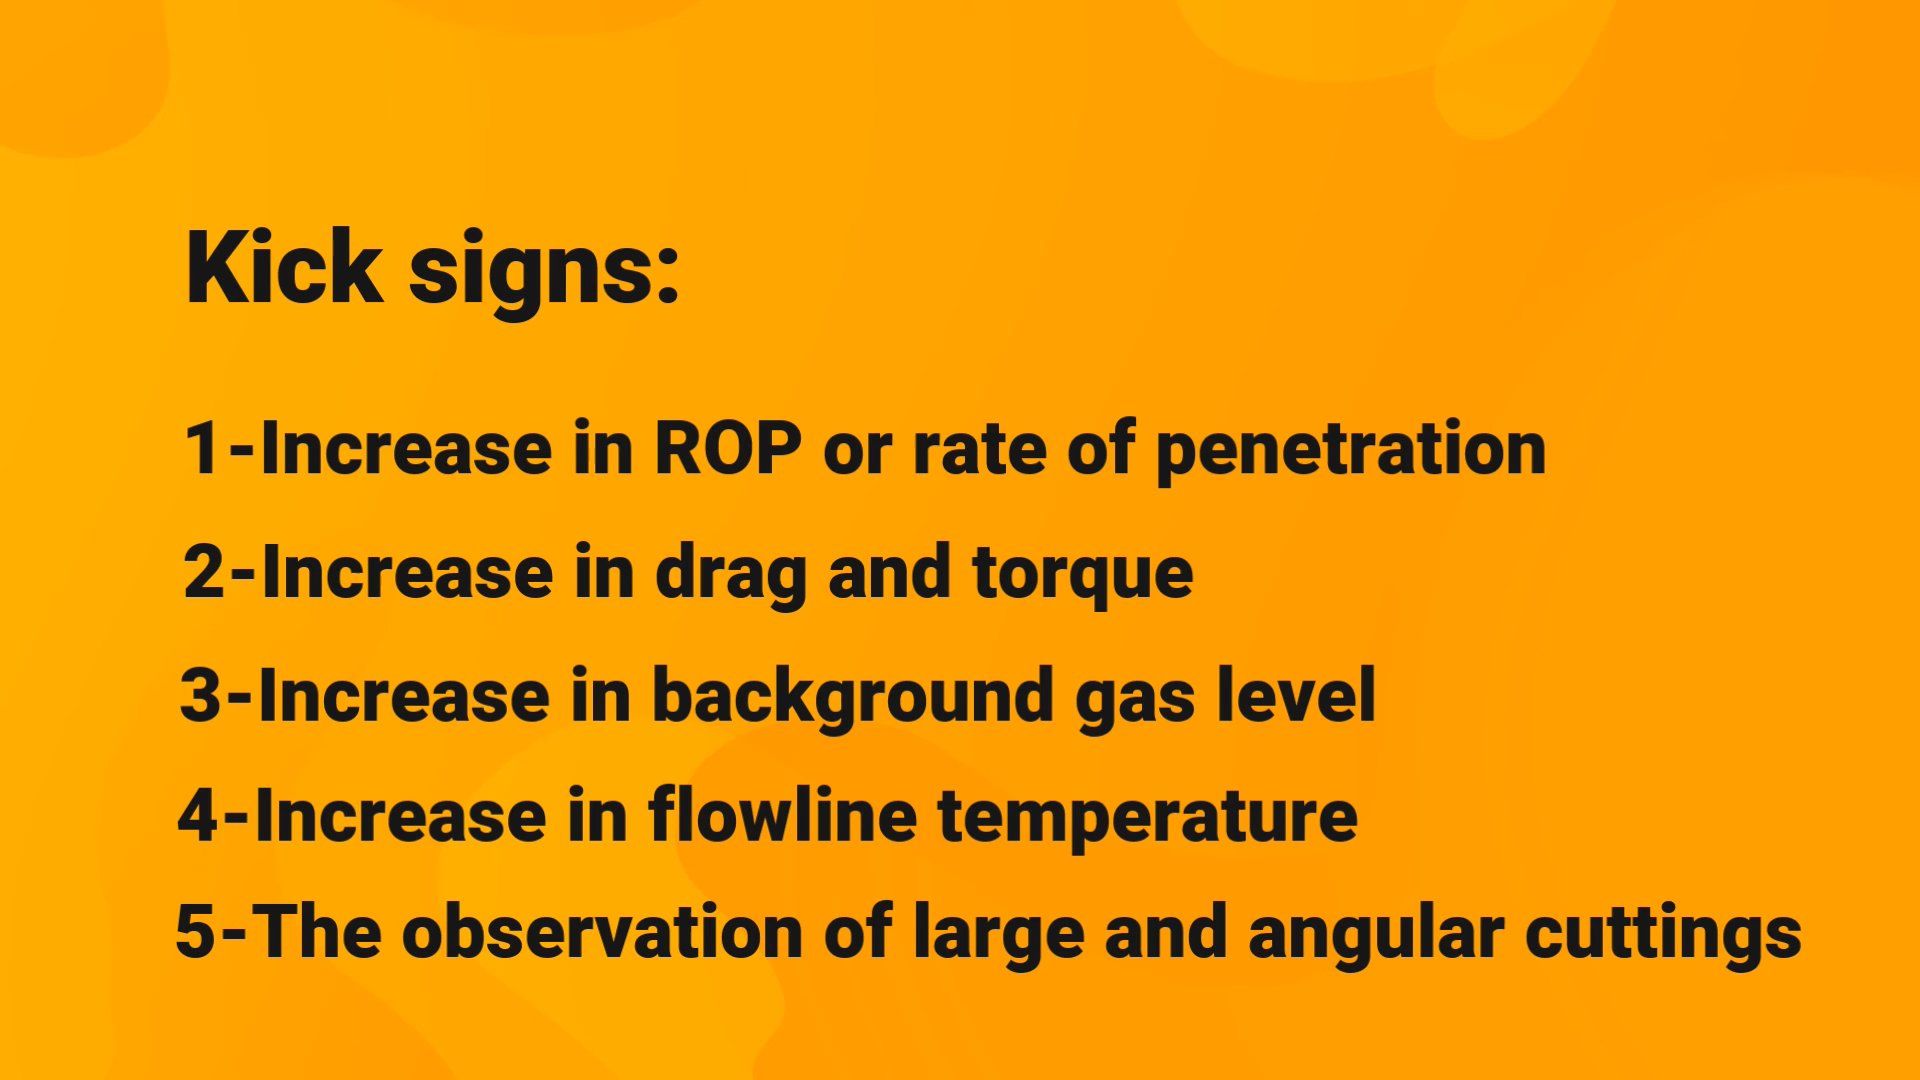 Kick signs:
1-Increase in ROP or rate of penetration
2-Increase in drag and torque
3-Increase in background gas level
4-Increase in flowline temperature
5-The observation of large and angular cuttings